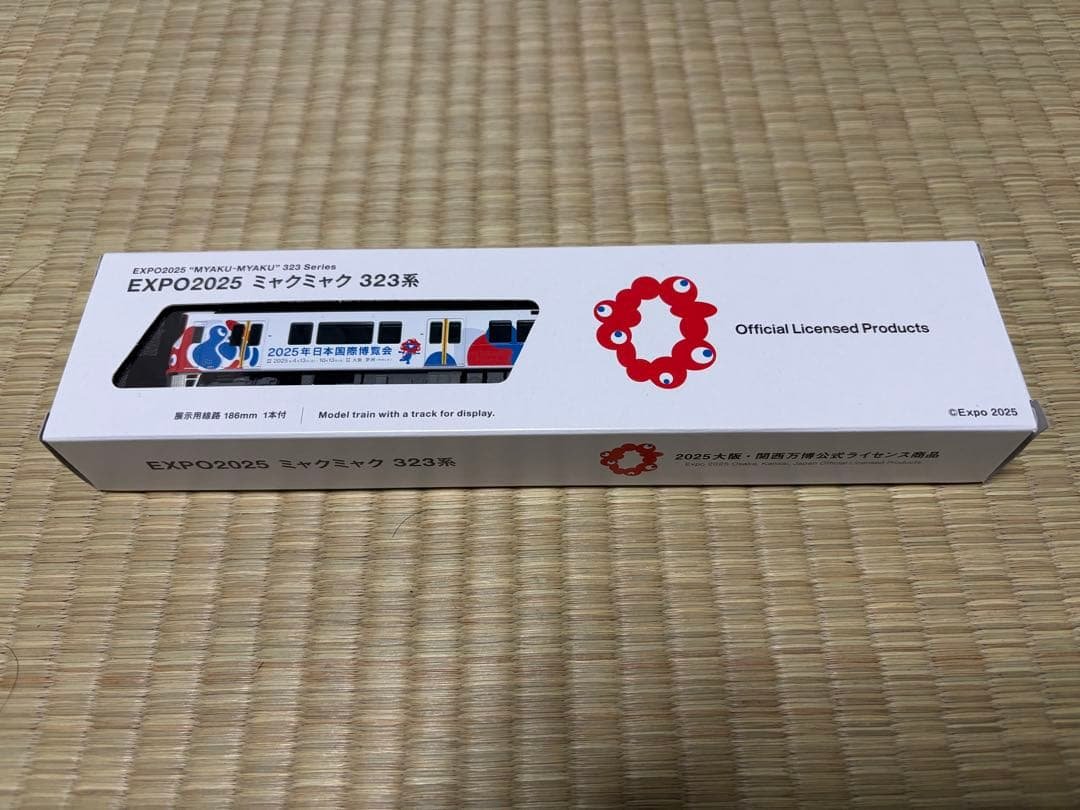 EXPO2025 "MYAKU-MYAKU" 323 Series
EXPO2025 ミャクミャク 323系
2025年日本国際博覧会
Official Licensed Products
展示用線路 186mm 1本付
Model train with a track for display.
©Expo 2025
EXPO2025 ミャクミャク 323系
2025大阪・関西万博公式ライセンス商品
Expo 2025 Osaka, Kansai, Japan Official Licensed Products